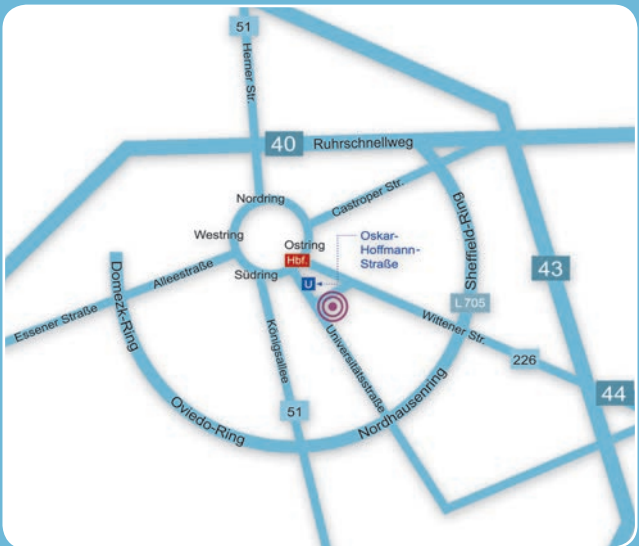 51
Herner Str.
40
Ruhrschnellweg
Nordring
Castroper Str.
Westring
Ostring
Oskar-
Hoffmann-
Straße
Sheffield-Ring
Hbf.
Südring
U
Alleestraße
43
Domezk-Ring
L 705
Essener Straße
Wittener Str.
Königsallee
Universitätsstraße
226
44
51
Oviedo-Ring
Nordhausenring